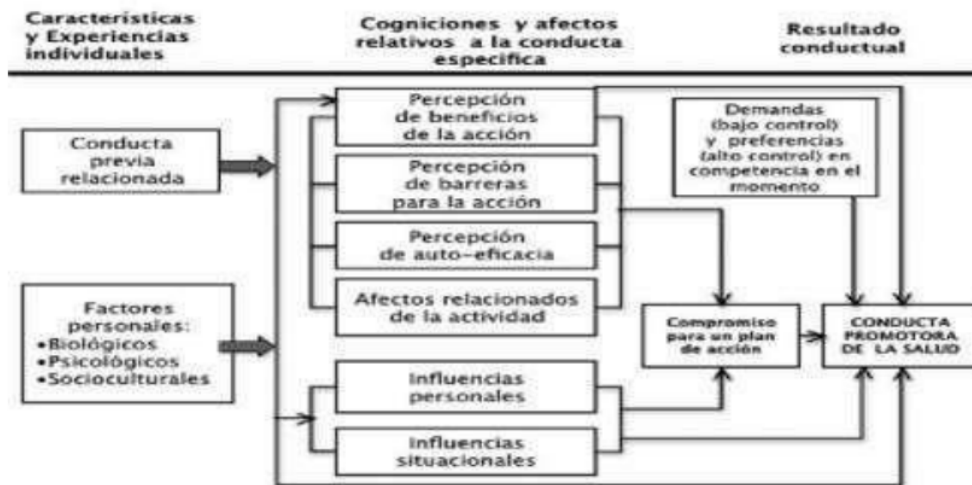 Características
y Experiencias
individuales
Cogniciones y afectos
relativos a la conducta
especifica
Resultado
conductual
Conducta
previa
relacionada
Factores
personales:
•Biológicos
•Psicológicos
•Socioculturales
Percepción
de beneficios
de la acción
Percepción
de barreras
para la acción
Percepción
de auto-eficacia
Afectos relacionados
de la actividad
Influencias
personales
Influencias
situacionales
Demandas
(bajo control)
y preferencias
(alto control) en
competencia en el
momento
Compromiso
para un plan
de acción
CONDUCTA
PROMOTORA
DE LA SALUD